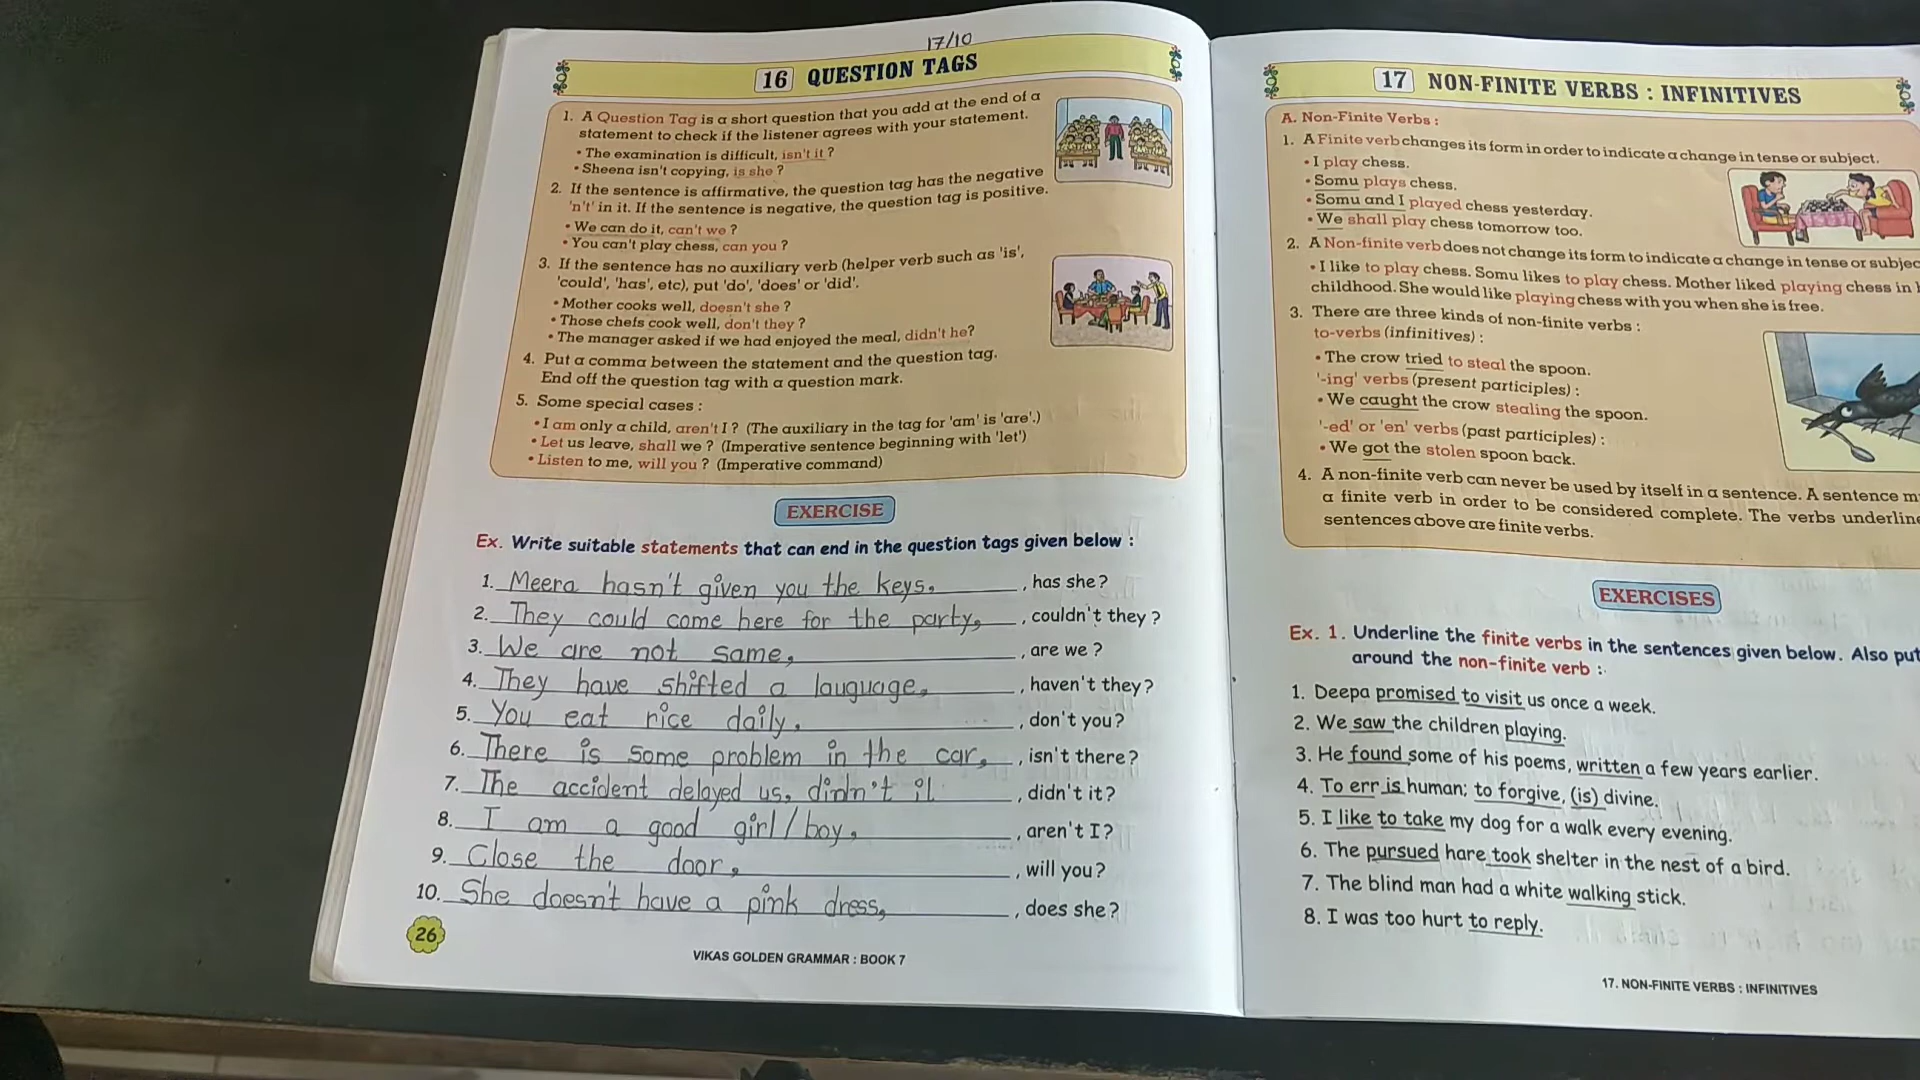 17/10
16 QUESTION TAGS
1. A Question Tag is a short question that you add at the end of a
statement to check if the listener agrees with your statement.
• The examination is difficult, isn't it ?
• Sheena isn't copying, is she ?
2. If the sentence is affirmative, the question tag has the negative
'n't' in it. If the sentence is negative, the question tag is positive.
• We can do it, can't we ?
• You can't play chess, can you ?
3. If the sentence has no auxiliary verb (helper verb such as 'is',
'could', 'has', etc), put 'do', 'does' or 'did'.
• Mother cooks well, doesn't she ?
• Those chefs cook well, don't they ?
• The manager asked if we had enjoyed the meal, didn't he?
4. Put a comma between the statement and the question tag.
End off the question tag with a question mark.
5. Some special cases :
• I am only a child, aren't I ? (The auxiliary in the tag for 'am' is 'are'.)
• Let us leave, shall we ? (Imperative sentence beginning with 'let')
• Listen to me, will you ? (Imperative command)
EXERCISE
Ex. Write suitable statements that can end in the question tags given below :
1. Meera hasn't given you the keys, , has she?
2. They could come here for the party, , couldn't they ?
3. We are not same, , are we ?
4. They have shifted a lauguage, , haven't they?
5. You eat rice daily, , don't you?
6. There is some problem in the car, , isn't there?
7. The accident delayed us, , didn't it?
8. I am a good girl/boy, , aren't I?
9. Close the door, , will you?
10. She doesn't have a pink dress, , does she?
26
VIKAS GOLDEN GRAMMAR : BOOK 7
17 NON-FINITE VERBS : INFINITIVES
A. Non-Finite Verbs :
1. A Finite verb changes its form in order to indicate a change in tense or subject.
• I play chess.
• Somu plays chess.
• Somu and I played chess yesterday.
• We shall play chess tomorrow too.
2. A Non-finite verb does not change its form to indicate a change in tense or subjec
• I like to play chess. Somu likes to play chess. Mother liked playing chess in
childhood. She would like playing chess with you when she is free.
3. There are three kinds of non-finite verbs :
to-verbs (infinitives) :
• The crow tried to steal the spoon.
'-ing' verbs (present participles) :
• We caught the crow stealing the spoon.
'-ed' or 'en' verbs (past participles) :
• We got the stolen spoon back.
4. A non-finite verb can never be used by itself in a sentence. A sentence m
a finite verb in order to be considered complete. The verbs underline
sentences above are finite verbs.
EXERCISES
Ex. 1. Underline the finite verbs in the sentences given below. Also put
around the non-finite verb :
1. Deepa promised to visit us once a week.
2. We saw the children playing.
3. He found some of his poems, written a few years earlier.
4. To err is human; to forgive, (is) divine.
5. I like to take my dog for a walk every evening.
6. The pursued hare took shelter in the nest of a bird.
7. The blind man had a white walking stick.
8. I was too hurt to reply.
17. NON-FINITE VERBS : INFINITIVES